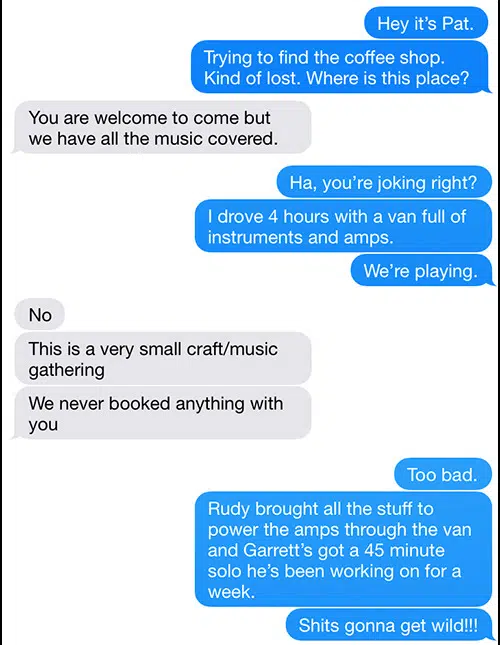 Hey it's Pat.
Trying to find the coffee shop.
Kind of lost. Where is this place?
You are welcome to come but
we have all the music covered.
Ha, you're joking right?
I drove 4 hours with a van full of
instruments and amps.
We're playing.
No
This is a very small craft/music
gathering
We never booked anything with
you
Too bad.
Rudy brought all the stuff to
power the amps through the van
and Garrett's got a 45 minute
solo he's been working on for a
week.
Shits gonna get wild!!!